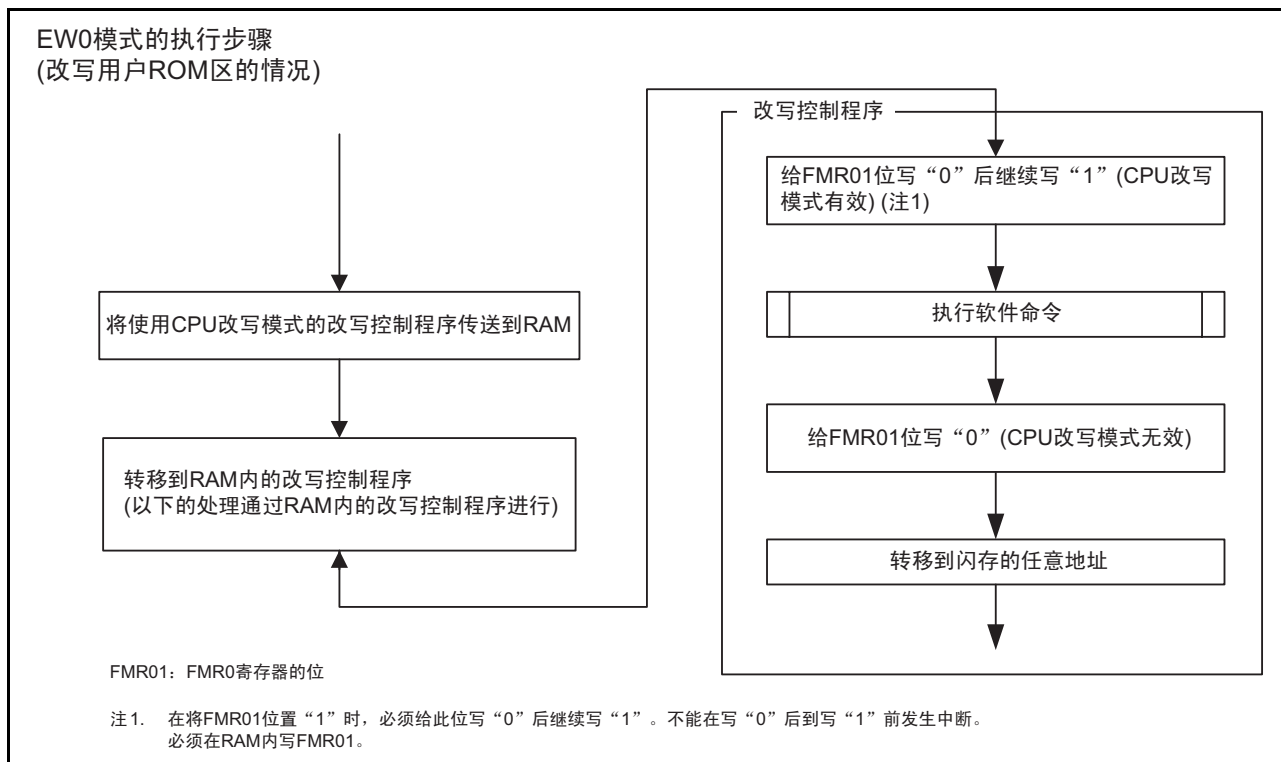 EW0模式的执行步骤
(改写用户ROM区的情况)
将使用CPU改写模式的改写控制程序传送到RAM
转移到RAM内的改写控制程序
(以下的处理通过RAM内的改写控制程序进行)
改写控制程序
给FMR01位写“0”后继续写“1”(CPU改写
模式有效) (注1)
执行软件命令
给FMR01位写“0”(CPU改写模式无效)
转移到闪存的任意地址
FMR01：FMR0寄存器的位
注1. 在将FMR01位置“1”时，必须给此位写“0”后继续写“1”。不能在写“0”后到写“1”前发生中断。
必须在RAM内写FMR01。